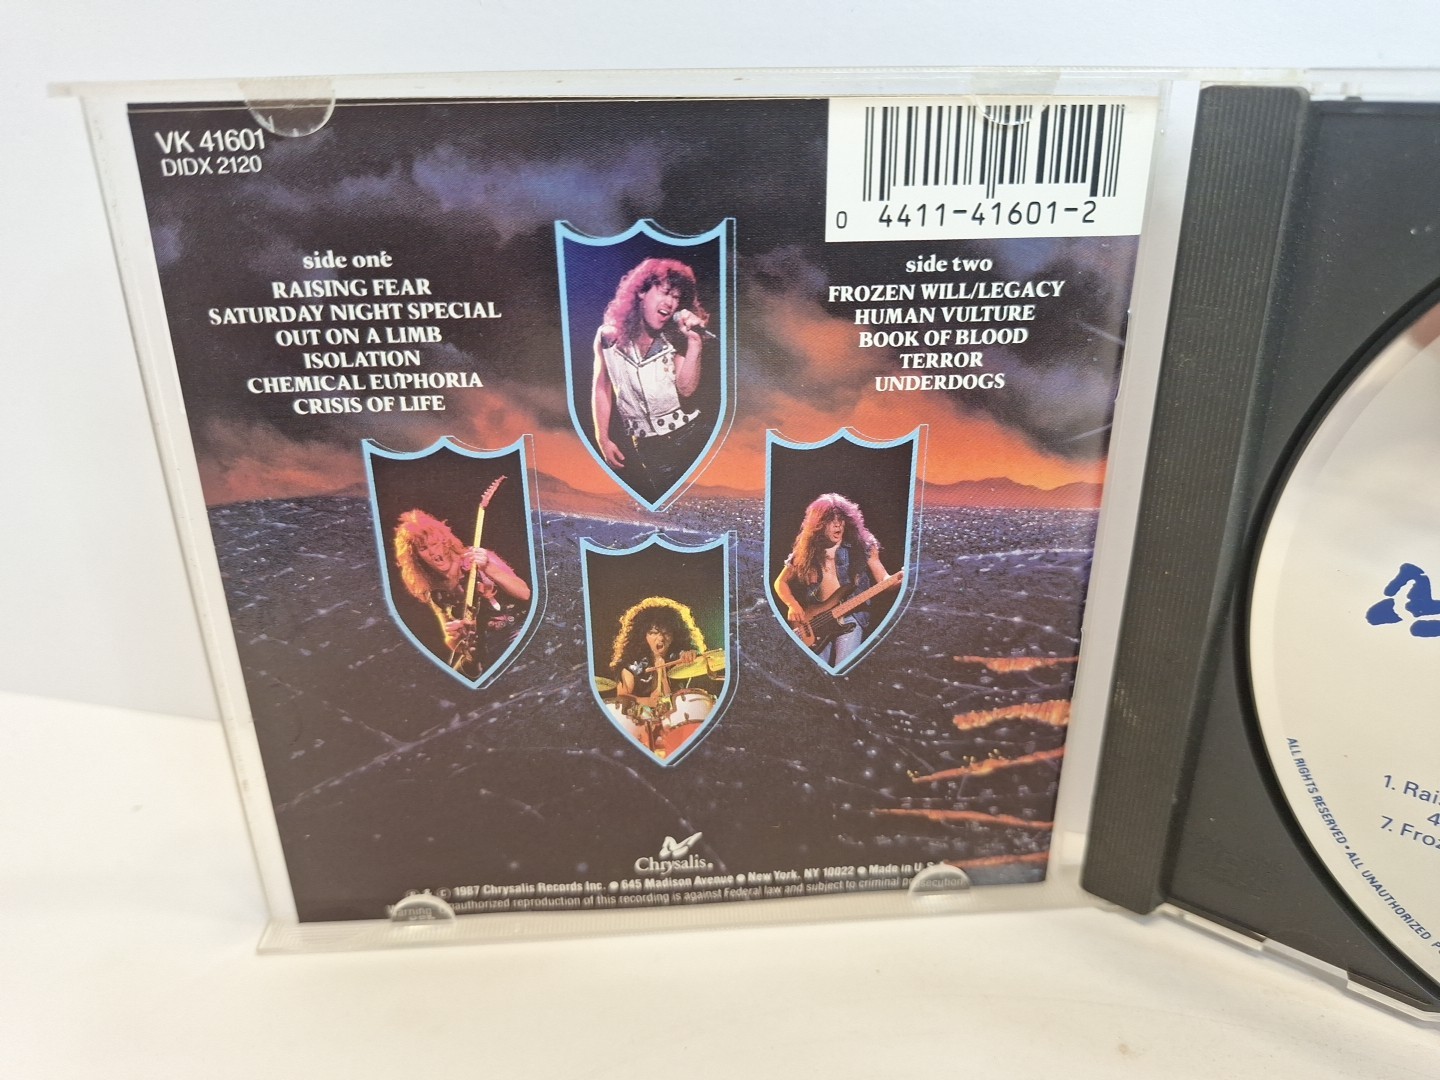 VK 41601
DIDX 2120
0 4411-41601-2
side one
RAISING FEAR
SATURDAY NIGHT SPECIAL
OUT ON A LIMB
ISOLATION
CHEMICAL EUPHORIA
CRISIS OF LIFE
side two
FROZEN WILL/LEGACY
HUMAN VULTURE
BOOK OF BLOOD
TERROR
UNDERDOGS
Chrysalis.
© 1987 Chrysalis Records Inc. ● 645 Madison Avenue ● New York, NY 10022 ● Made in U.S.
Warning: Unauthorized reproduction of this recording is against Federal law and subject to criminal prosecution
1. Rai
4
7. Froz
ALL RIGHTS RESERVED • ALL UNAUTHORIZED